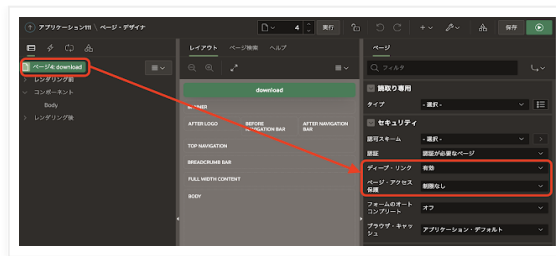 アプリケーション111 \ ページ・デザイナ
4
実行
保存
レイアウト ページ検索 ヘルプ
ページ
ページ4: download
レンダリング前
コンポーネント
Body
レンダリング後
download
BANNER
AFTER LOGO
BEFORE NAVIGATION BAR
AFTER NAVIGATION BAR
TOP NAVIGATION
BREADCRUMB BAR
FULL WIDTH CONTENT
BODY
フィルタ
読取り専用
タイプ - 選択 -
セキュリティ
認可スキーム - 選択 -
認証 認証が必要なページ
ディープ・リンク 有効
ページ・アクセス保護 制限なし
フォームのオートコンプリート オフ
ブラウザ・キャッシュ アプリケーション・デフォルト